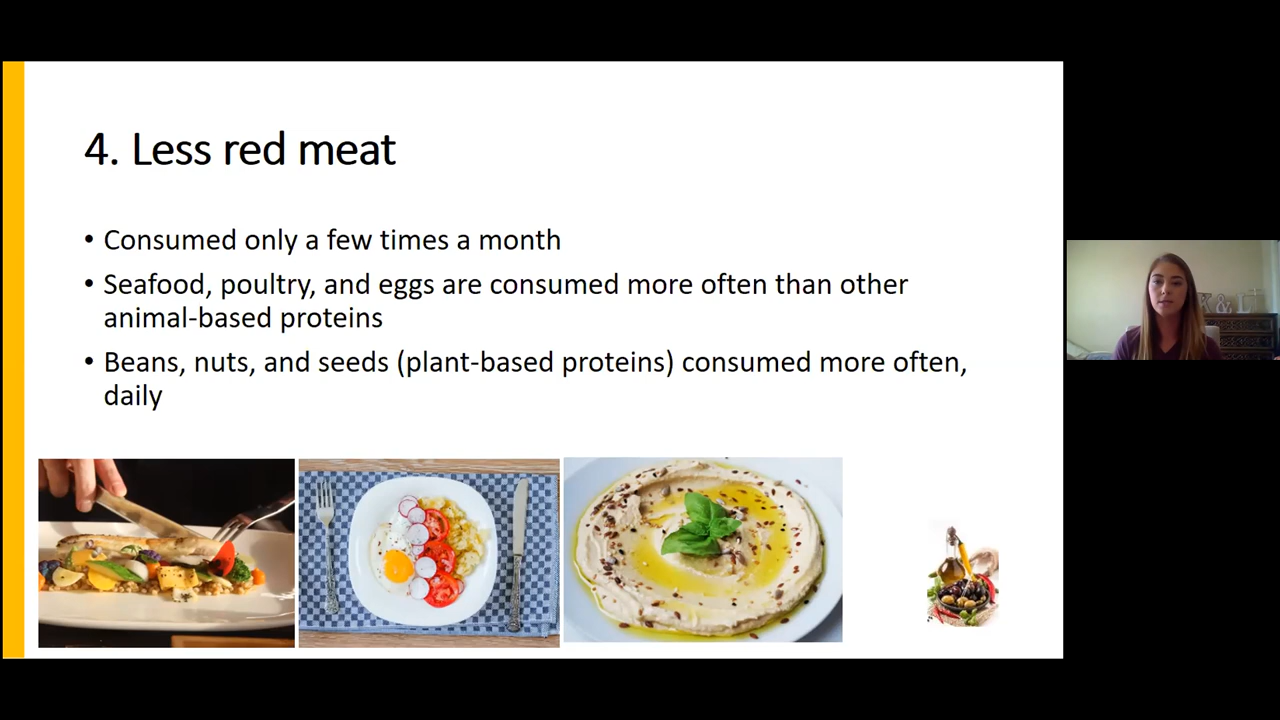 4. Less red meat
• Consumed only a few times a month
• Seafood, poultry, and eggs are consumed more often than other
animal-based proteins
• Beans, nuts, and seeds (plant-based proteins) consumed more often,
daily